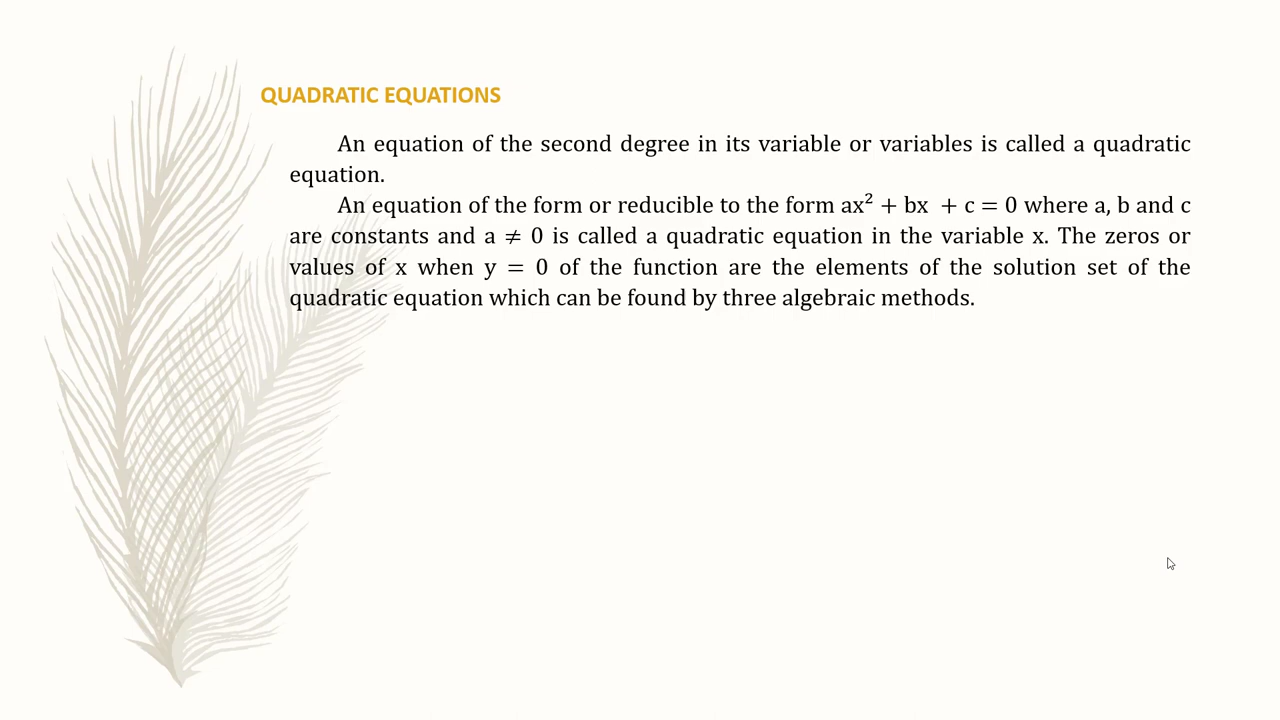 QUADRATIC EQUATIONS
An equation of the second degree in its variable or variables is called a quadratic
equation.
An equation of the form or reducible to the form ax² + bx + c = 0 where a, b and c
are constants and a ≠ 0 is called a quadratic equation in the variable x. The zeros or
values of x when y = 0 of the function are the elements of the solution set of the
quadratic equation which can be found by three algebraic methods.